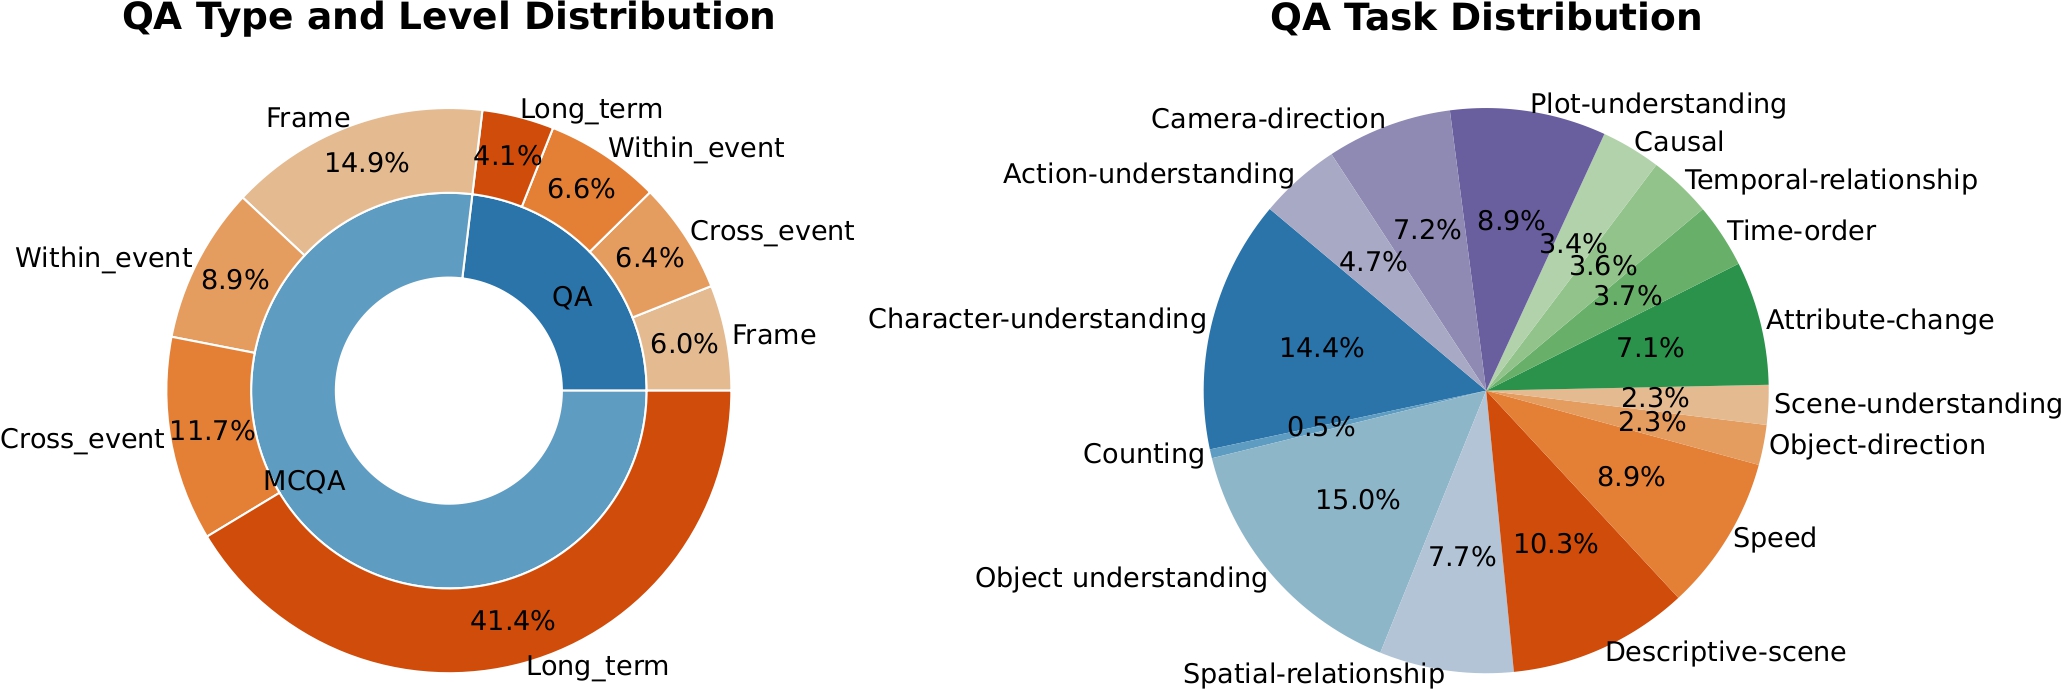 QA Type and Level Distribution
Long_term
Frame
4.1%
Within_event
14.9%
6.6%
Cross_event
Within_event
6.4%
8.9%
QA
Frame
6.0%
Cross_event
11.7%
MCQA
41.4%
Long_term
QA Task Distribution
Plot-understanding
Camera-direction
Causal
Action-understanding
Temporal-relationship
8.9%
7.2%
Time-order
3.4%
4.7%
3.6%
3.7%
Character-understanding
Attribute-change
14.4%
7.1%
2.3%
Scene-understanding
0.5%
2.3%
Object-direction
Counting
8.9%
15.0%
Speed
10.3%
7.7%
Object understanding
Descriptive-scene
Spatial-relationship